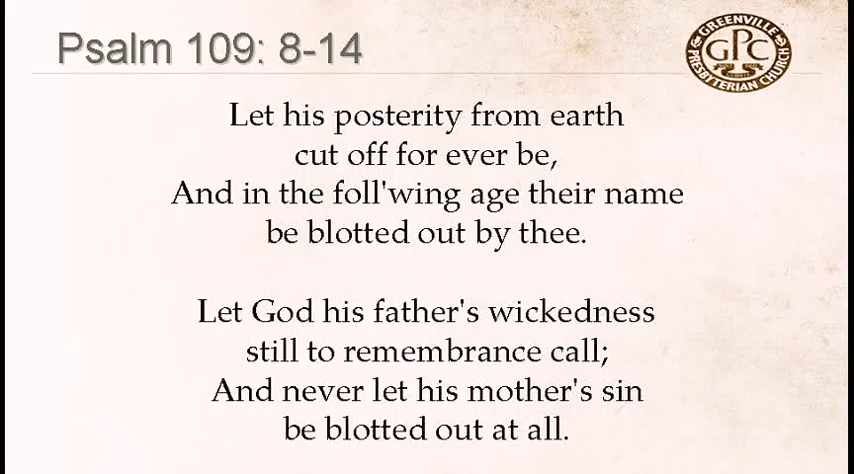 Psalm 109: 8-14
GREENVILLE
GPC
PRESBYTERIAN CHURCH
Let his posterity from earth
cut off for ever be,
And in the foll'wing age their name
be blotted out by thee.
Let God his father's wickedness
still to remembrance call;
And never let his mother's sin
be blotted out at all.